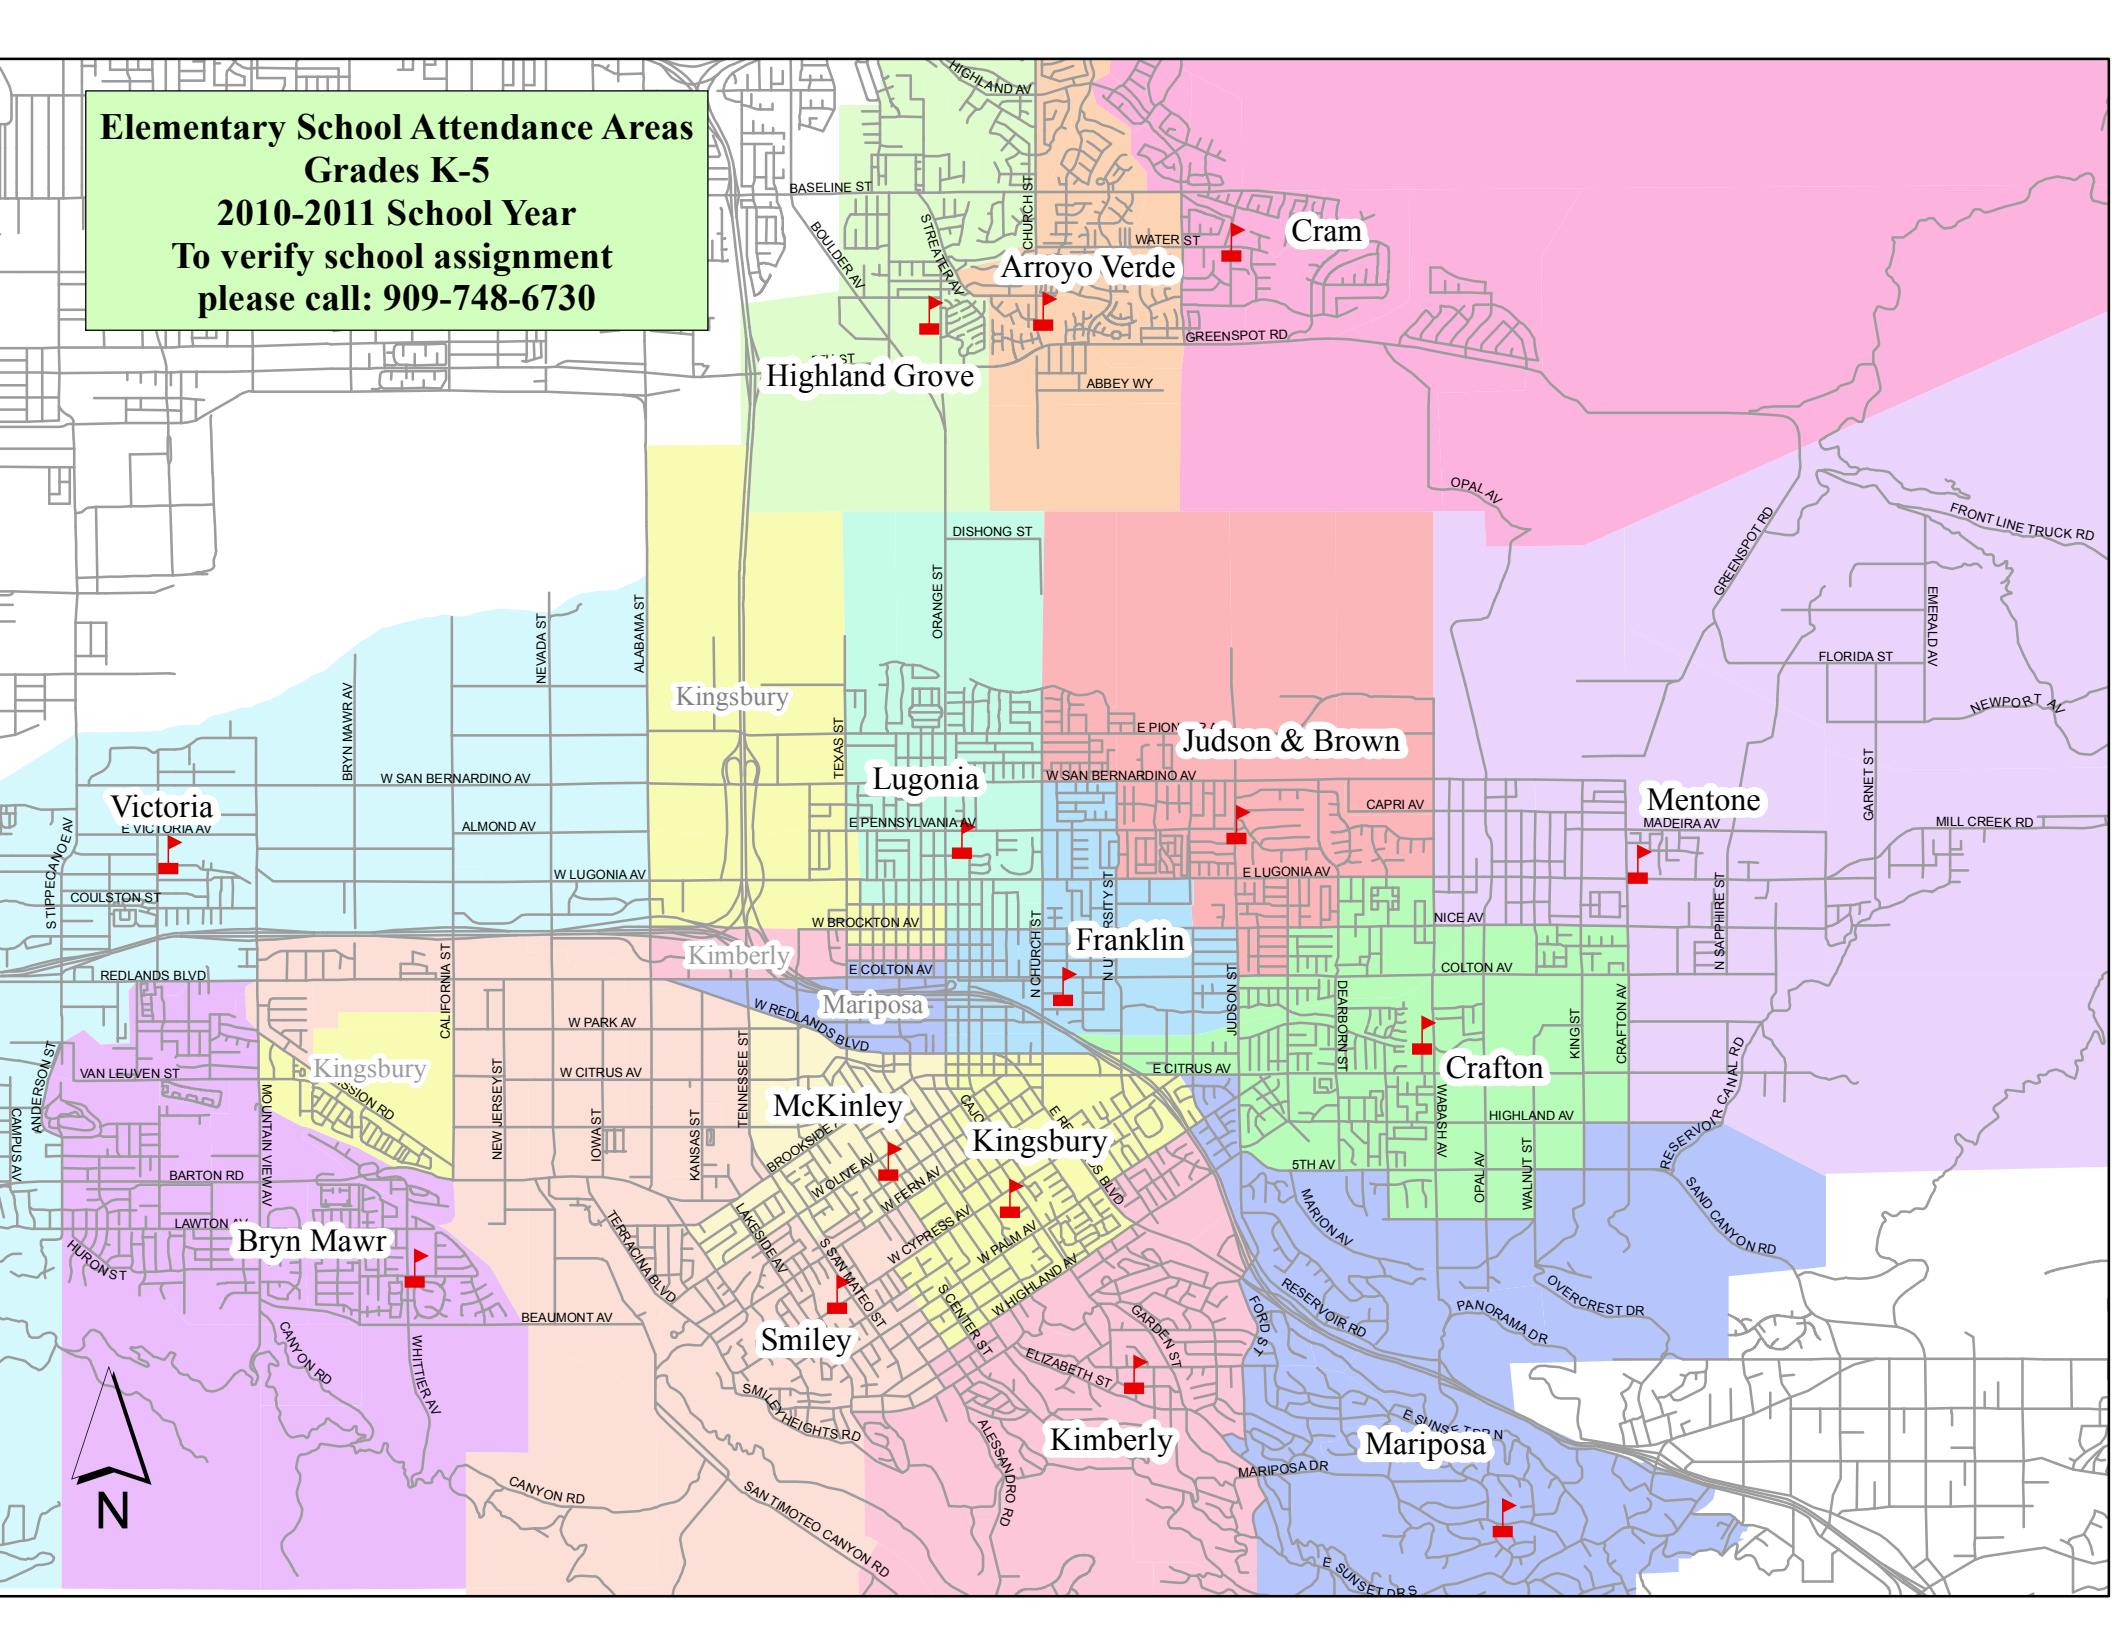 Elementary School Attendance Areas
Grades K-5
2010-2011 School Year
To verify school assignment
please call: 909-748-6730
HIGHLAND AV
BASELINE ST
CHURCH ST
STREATER AV
BOULDER AV
WATER ST
Cram
Arroyo Verde
GREENSPOT RD
Highland Grove
ABBEY WY
OPAL AV
GREENSPOT RD
FRONT LINE TRUCK RD
DISHONG ST
ORANGE ST
NEVADA ST
ALABAMA ST
EMERALD AV
FLORIDA ST
NEWPORT AV
Kingsbury
BRYN MAWR AV
TEXAS ST
Judson & Brown
W SAN BERNARDINO AV
W SAN BERNARDINO AV
Lugonia
GARNET ST
Victoria
E VICTORIA AV
ALMOND AV
E PENNSYLVANIA AV
CAPRI AV
Mentone
MADEIRA AV
MILL CREEK RD
S TIPPECANOE AV
W LUGONIA AV
E LUGONIA AV
COULSTON ST
W BROCKTON AV
NICE AV
N SAPPHIRE ST
N CHURCH ST
Franklin
Kimberly
CALIFORNIA ST
REDLANDS BLVD
E COLTON AV
COLTON AV
Mariposa
W REDLANDS BLVD
W PARK AV
JUDSON ST
DEARBORN ST
KING ST
CRAFTON AV
ANDERSON ST
VAN LEUVEN ST
Kingsbury
W CITRUS AV
E CITRUS AV
Crafton
RESERVOIR CANAL RD
CAMPUS AV
MOUNTAIN VIEW AV
NEW JERSEY ST
IOWA ST
KANSAS ST
TENNESSEE ST
McKinley
Kingsbury
WABASH AV
HIGHLAND AV
BARTON RD
W OLIVE AV
W FERN AV
5TH AV
OPAL AV
WALNUT ST
LAWTON AV
Bryn Mawr
HURON ST
TERRACINA BLVD
LAKESIDE AV
S SAN MATEO ST
W CYPRESS AV
W PALM AV
W HIGHLAND AV
S CENTER ST
MARION AV
SAND CANYON RD
BEAUMONT AV
Smiley
CANYON RD
WHITTIER AV
SMILEY HEIGHTS RD
ELIZABETH ST
GARDEN ST
FORD ST
RESERVOIR RD
PANORAMA DR
OVERCREST DR
Kimberly
Mariposa
MARIPOSA DR
ALESSANDRO RD
CANYON RD
SAN TIMOTEO CANYON RD
E SUNSET DR S
N